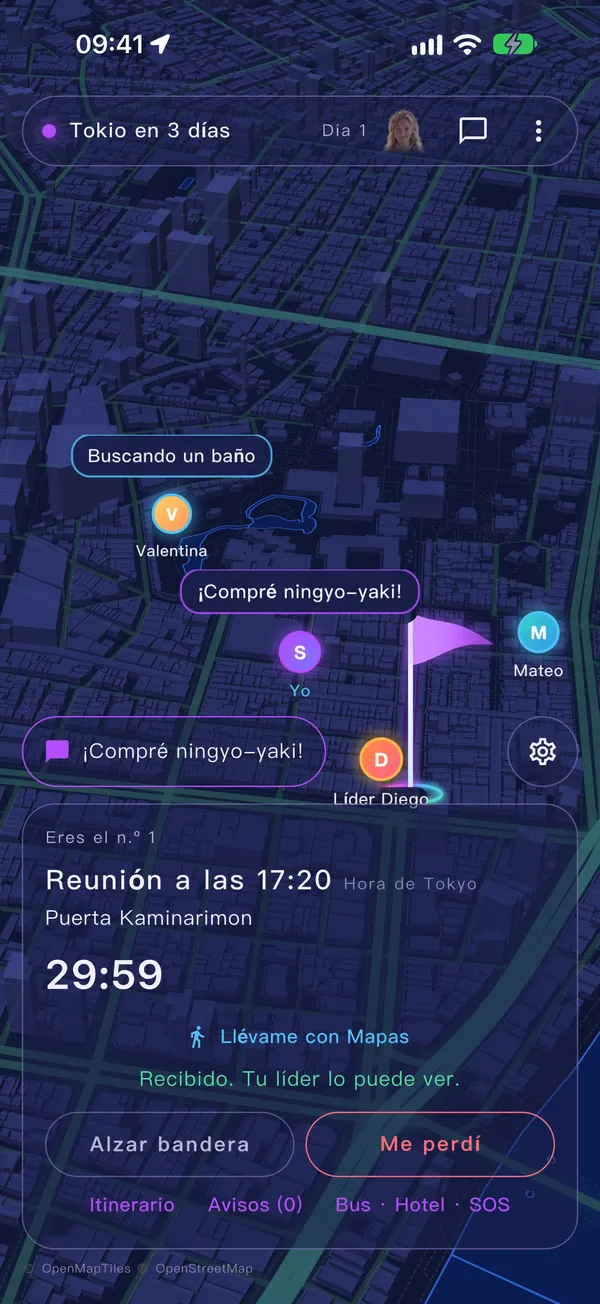 09:41
Tokio en 3 días
Día 1
Buscando un baño
V
Valentina
¡Compré ningyo-yaki!
S
Yo
M
Mateo
¡Compré ningyo-yaki!
D
Líder Diego
Eres el n.º 1
Reunión a las 17:20 Hora de Tokyo
Puerta Kaminarimon
29:59
Llévame con Mapas
Recibido. Tu líder lo puede ver.
Alzar bandera
Me perdí
Itinerario
Avisos (0)
Bus · Hotel · SOS
© OpenMapTiles © OpenStreetMap